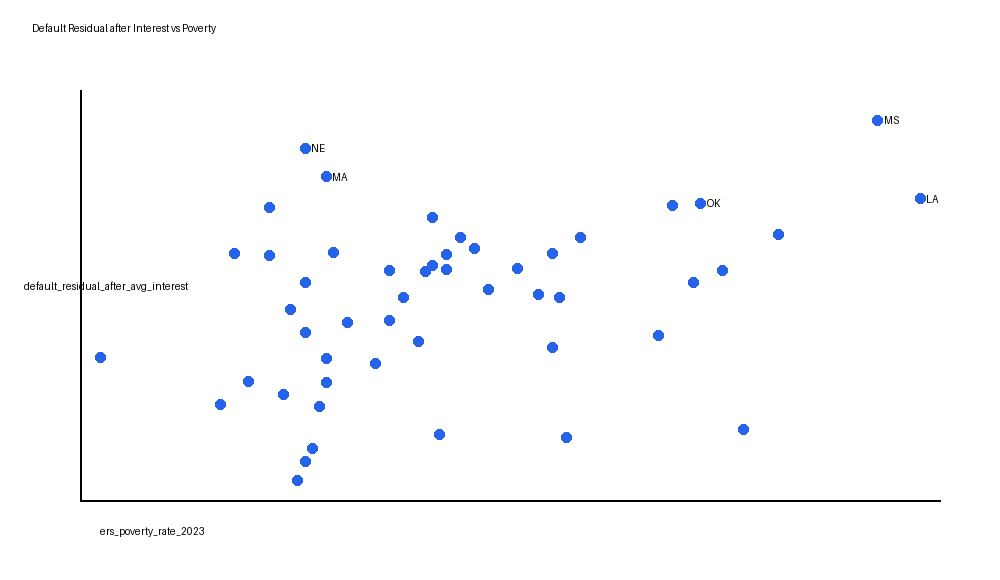 Default Residual after Interest vs Poverty
MS
NE
MA
OK
LA
default_residual_after_avg_interest
ers_poverty_rate_2023